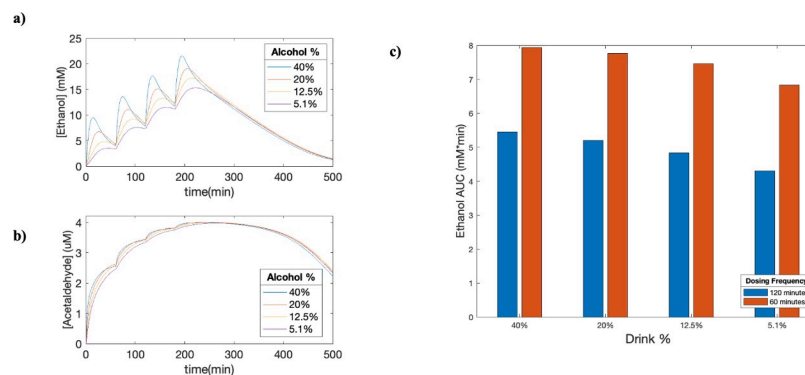 a)
25
20
15
10
5
0
[Ethanol] (mM)
Alcohol %
40%
20%
12.5%
5.1%
0 100 200 300 400 500
time(min)
b)
4
3
2
1
0
[Acetaldehyde] (uM)
Alcohol %
40%
20%
12.5%
5.1%
0 100 200 300 400 500
time(min)
c)
8
7
6
5
4
3
2
1
0
Ethanol AUC (mM*min)
Dosing Frequency
120 minutes
60 minutes
40% 20% 12.5% 5.1%
Drink %